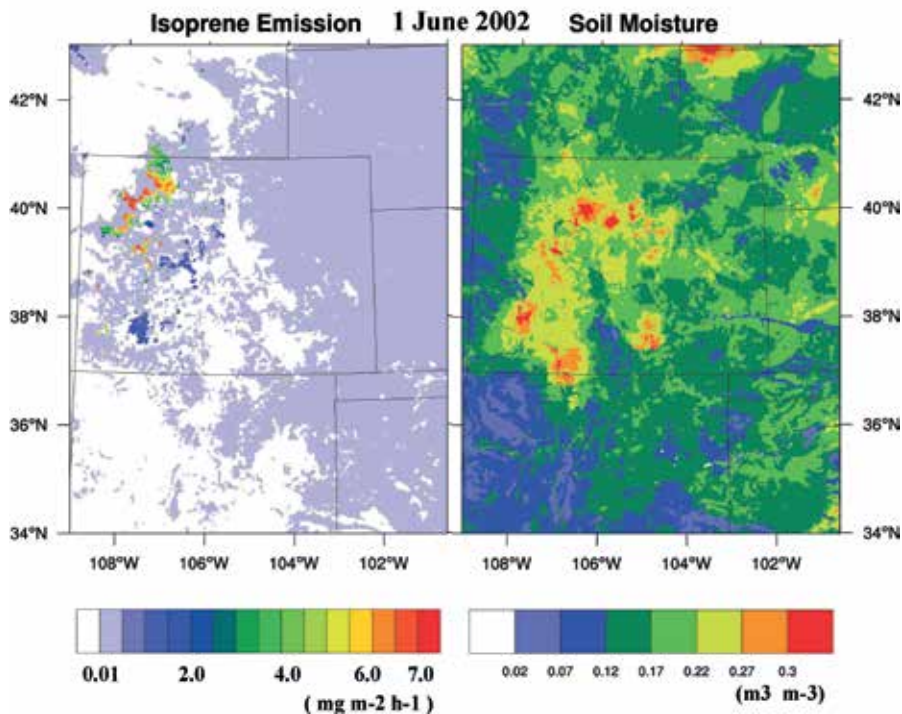 Isoprene Emission 1 June 2002 Soil Moisture
42°N 42°N
40°N 40°N
38°N 38°N
36°N 36°N
34°N 34°N
108°W 106°W 104°W 102°W 108°W 106°W 104°W 102°W
0.01 2.0 4.0 6.0 7.0 0.02 0.07 0.12 0.17 0.22 0.27 0.3
( mg m-2 h-1 ) (m3 m-3)